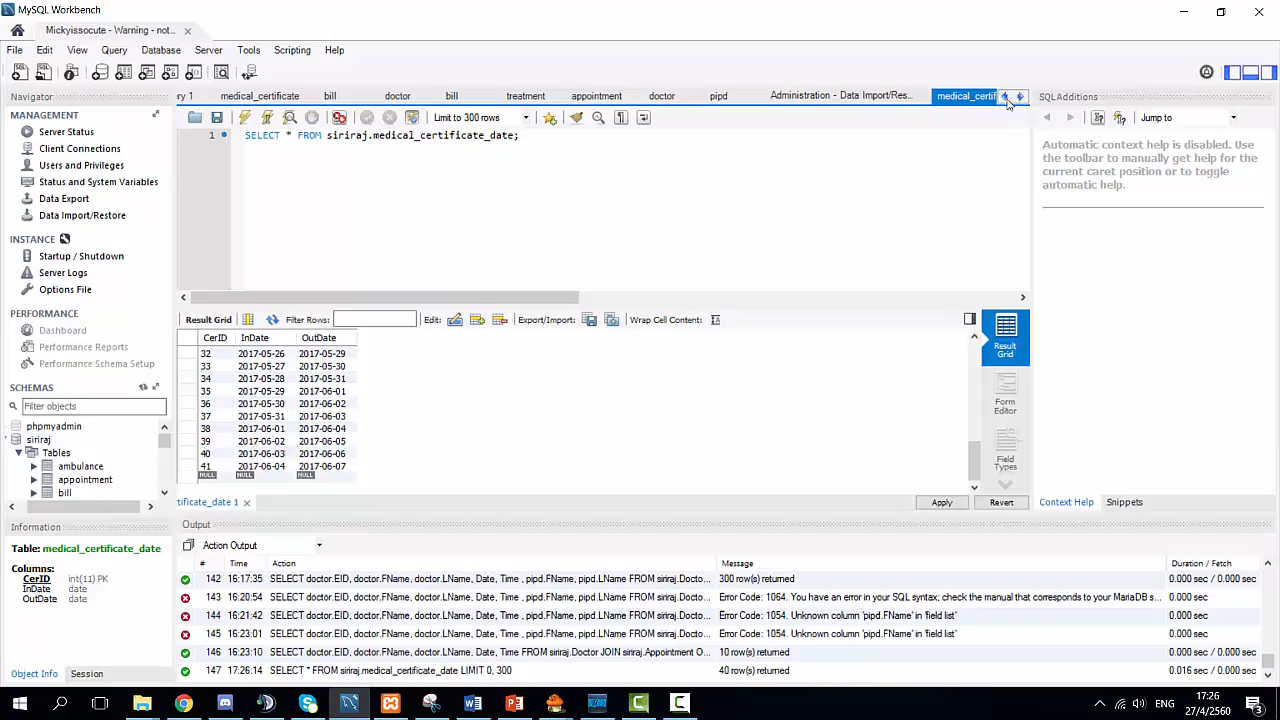 MySQL Workbench
Mickyissocute - Warning - not...
File Edit View Query Database Server Tools Scripting Help
Navigator
ry 1 medical_certificate bill doctor bill treatment appointment doctor pipd Administration - Data Import/Res... medical_certif
SQLAdditions
MANAGEMENT
Server Status
Client Connections
Users and Privileges
Status and System Variables
Data Export
Data Import/Restore
INSTANCE
Startup / Shutdown
Server Logs
Options File
PERFORMANCE
Dashboard
Performance Reports
Performance Schema Setup
SCHEMAS
Filter objects
phpmyadmin
siriraj
Tables
ambulance
appointment
bill
Limit to 300 rows
1 SELECT * FROM siriraj.medical_certificate_date;
Jump to
Automatic context help is disabled. Use
the toolbar to manually get help for the
current caret position or to toggle
automatic help.
Result Grid Filter Rows: Edit: Export/Import: Wrap Cell Content:
CerID InDate OutDate
32 2017-05-26 2017-05-29
33 2017-05-27 2017-05-30
34 2017-05-28 2017-05-31
35 2017-05-29 2017-06-01
36 2017-05-30 2017-06-02
37 2017-05-31 2017-06-03
38 2017-06-01 2017-06-04
39 2017-06-02 2017-06-05
40 2017-06-03 2017-06-06
41 2017-06-04 2017-06-07
NULL NULL NULL
Result
Grid
Form
Editor
Field
Types
tificate_date 1 Apply Revert
Context Help Snippets
Information
Table: medical_certificate_date
Columns:
CerID int(11) PK
InDate date
OutDate date
Object Info Session
Output
Action Output
# Time Action Message Duration / Fetch
142 16:17:35 SELECT doctor.EID, doctor.FName, doctor.LName, Date, Time , pipd.FName, pipd.LName FROM siriraj.Docto... 300 row(s) returned 0.000 sec / 0.000 sec
143 16:20:54 SELECT doctor.EID, doctor.FName, doctor.LName, Date, Time , pipd.FName, pipd.LName FROM siriraj.Docto... Error Code: 1064. You have an error in your SQL syntax; check the manual that corresponds to your MariaDB s... 0.000 sec
144 16:21:42 SELECT doctor.EID, doctor.FName, doctor.LName, Date, Time , pipd.FName, pipd.LName FROM siriraj.Docto... Error Code: 1054. Unknown column 'pipd.FName' in field list' 0.000 sec
145 16:23:01 SELECT doctor.EID, doctor.FName, doctor.LName, Date, Time , pipd.FName, pipd.LName FROM siriraj.Docto... Error Code: 1054. Unknown column 'pipd.FName' in field list' 0.000 sec
146 16:23:10 SELECT doctor.EID, doctor.FName, doctor.LName, Date, Time FROM siriraj.Doctor JOIN siriraj.Appointment O... 10 row(s) returned 0.000 sec / 0.000 sec
147 17:26:14 SELECT * FROM siriraj.medical_certificate_date LIMIT 0, 300 40 row(s) returned 0.016 sec / 0.000 sec
ENG
17:26
27/4/2560